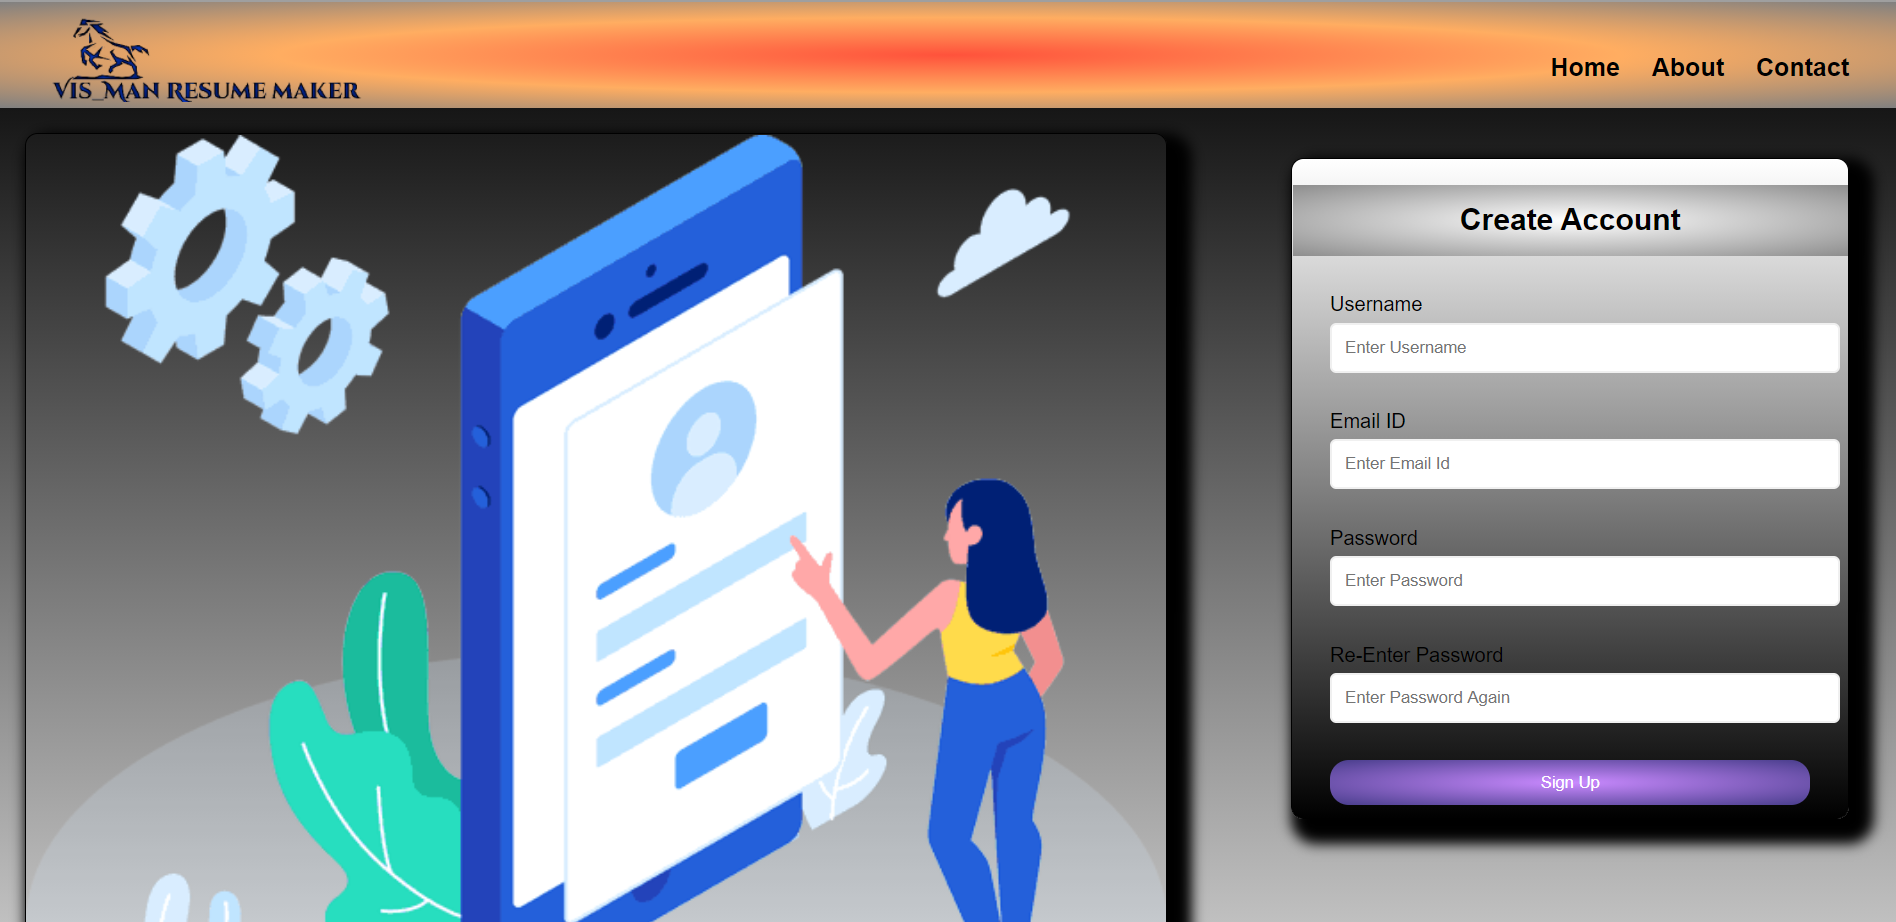 Vis_Man Resume maker
Home About Contact
Create Account
Username
Enter Username
Email ID
Enter Email Id
Password
Enter Password
Re-Enter Password
Enter Password Again
Sign Up